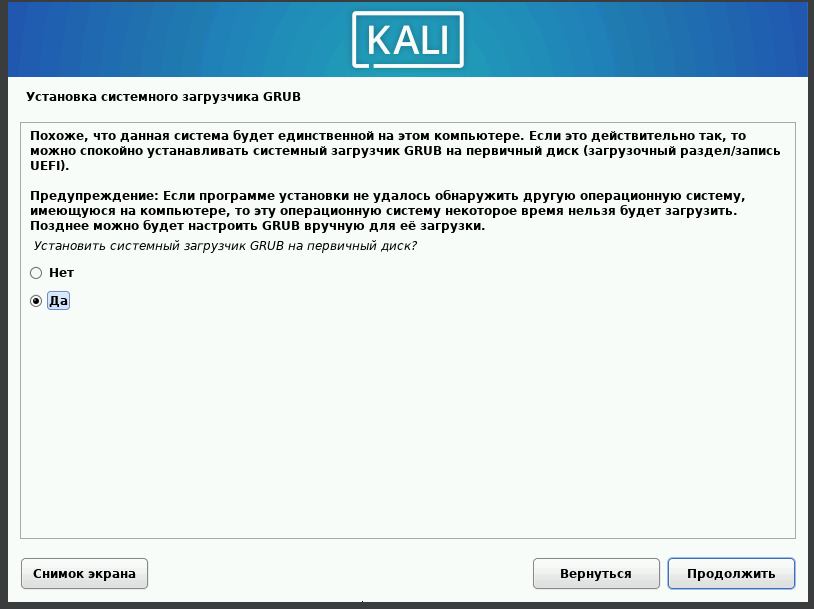 KALI
Установка системного загрузчика GRUB
Похоже, что данная система будет единственной на этом компьютере. Если это действительно так, то
можно спокойно устанавливать системный загрузчик GRUB на первичный диск (загрузочный раздел/запись
UEFI).
Предупреждение: Если программе установки не удалось обнаружить другую операционную систему,
имеющуюся на компьютере, то эту операционную систему некоторое время нельзя будет загрузить.
Позднее можно будет настроить GRUB вручную для её загрузки.
Установить системный загрузчик GRUB на первичный диск?
Нет
Да
Снимок экрана Вернуться Продолжить